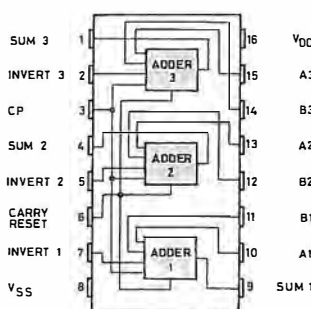 SUM 3 1 16 VDD
INVERT 3 2 ADDER 3 15 A3
CP 3 14 B3
SUM 2 4 13 A2
INVERT 2 5 ADDER 2 12 B2
CARRY RESET 6 11 B1
INVERT 1 7 ADDER 1 10 A1
VSS 8 9 SUM 1